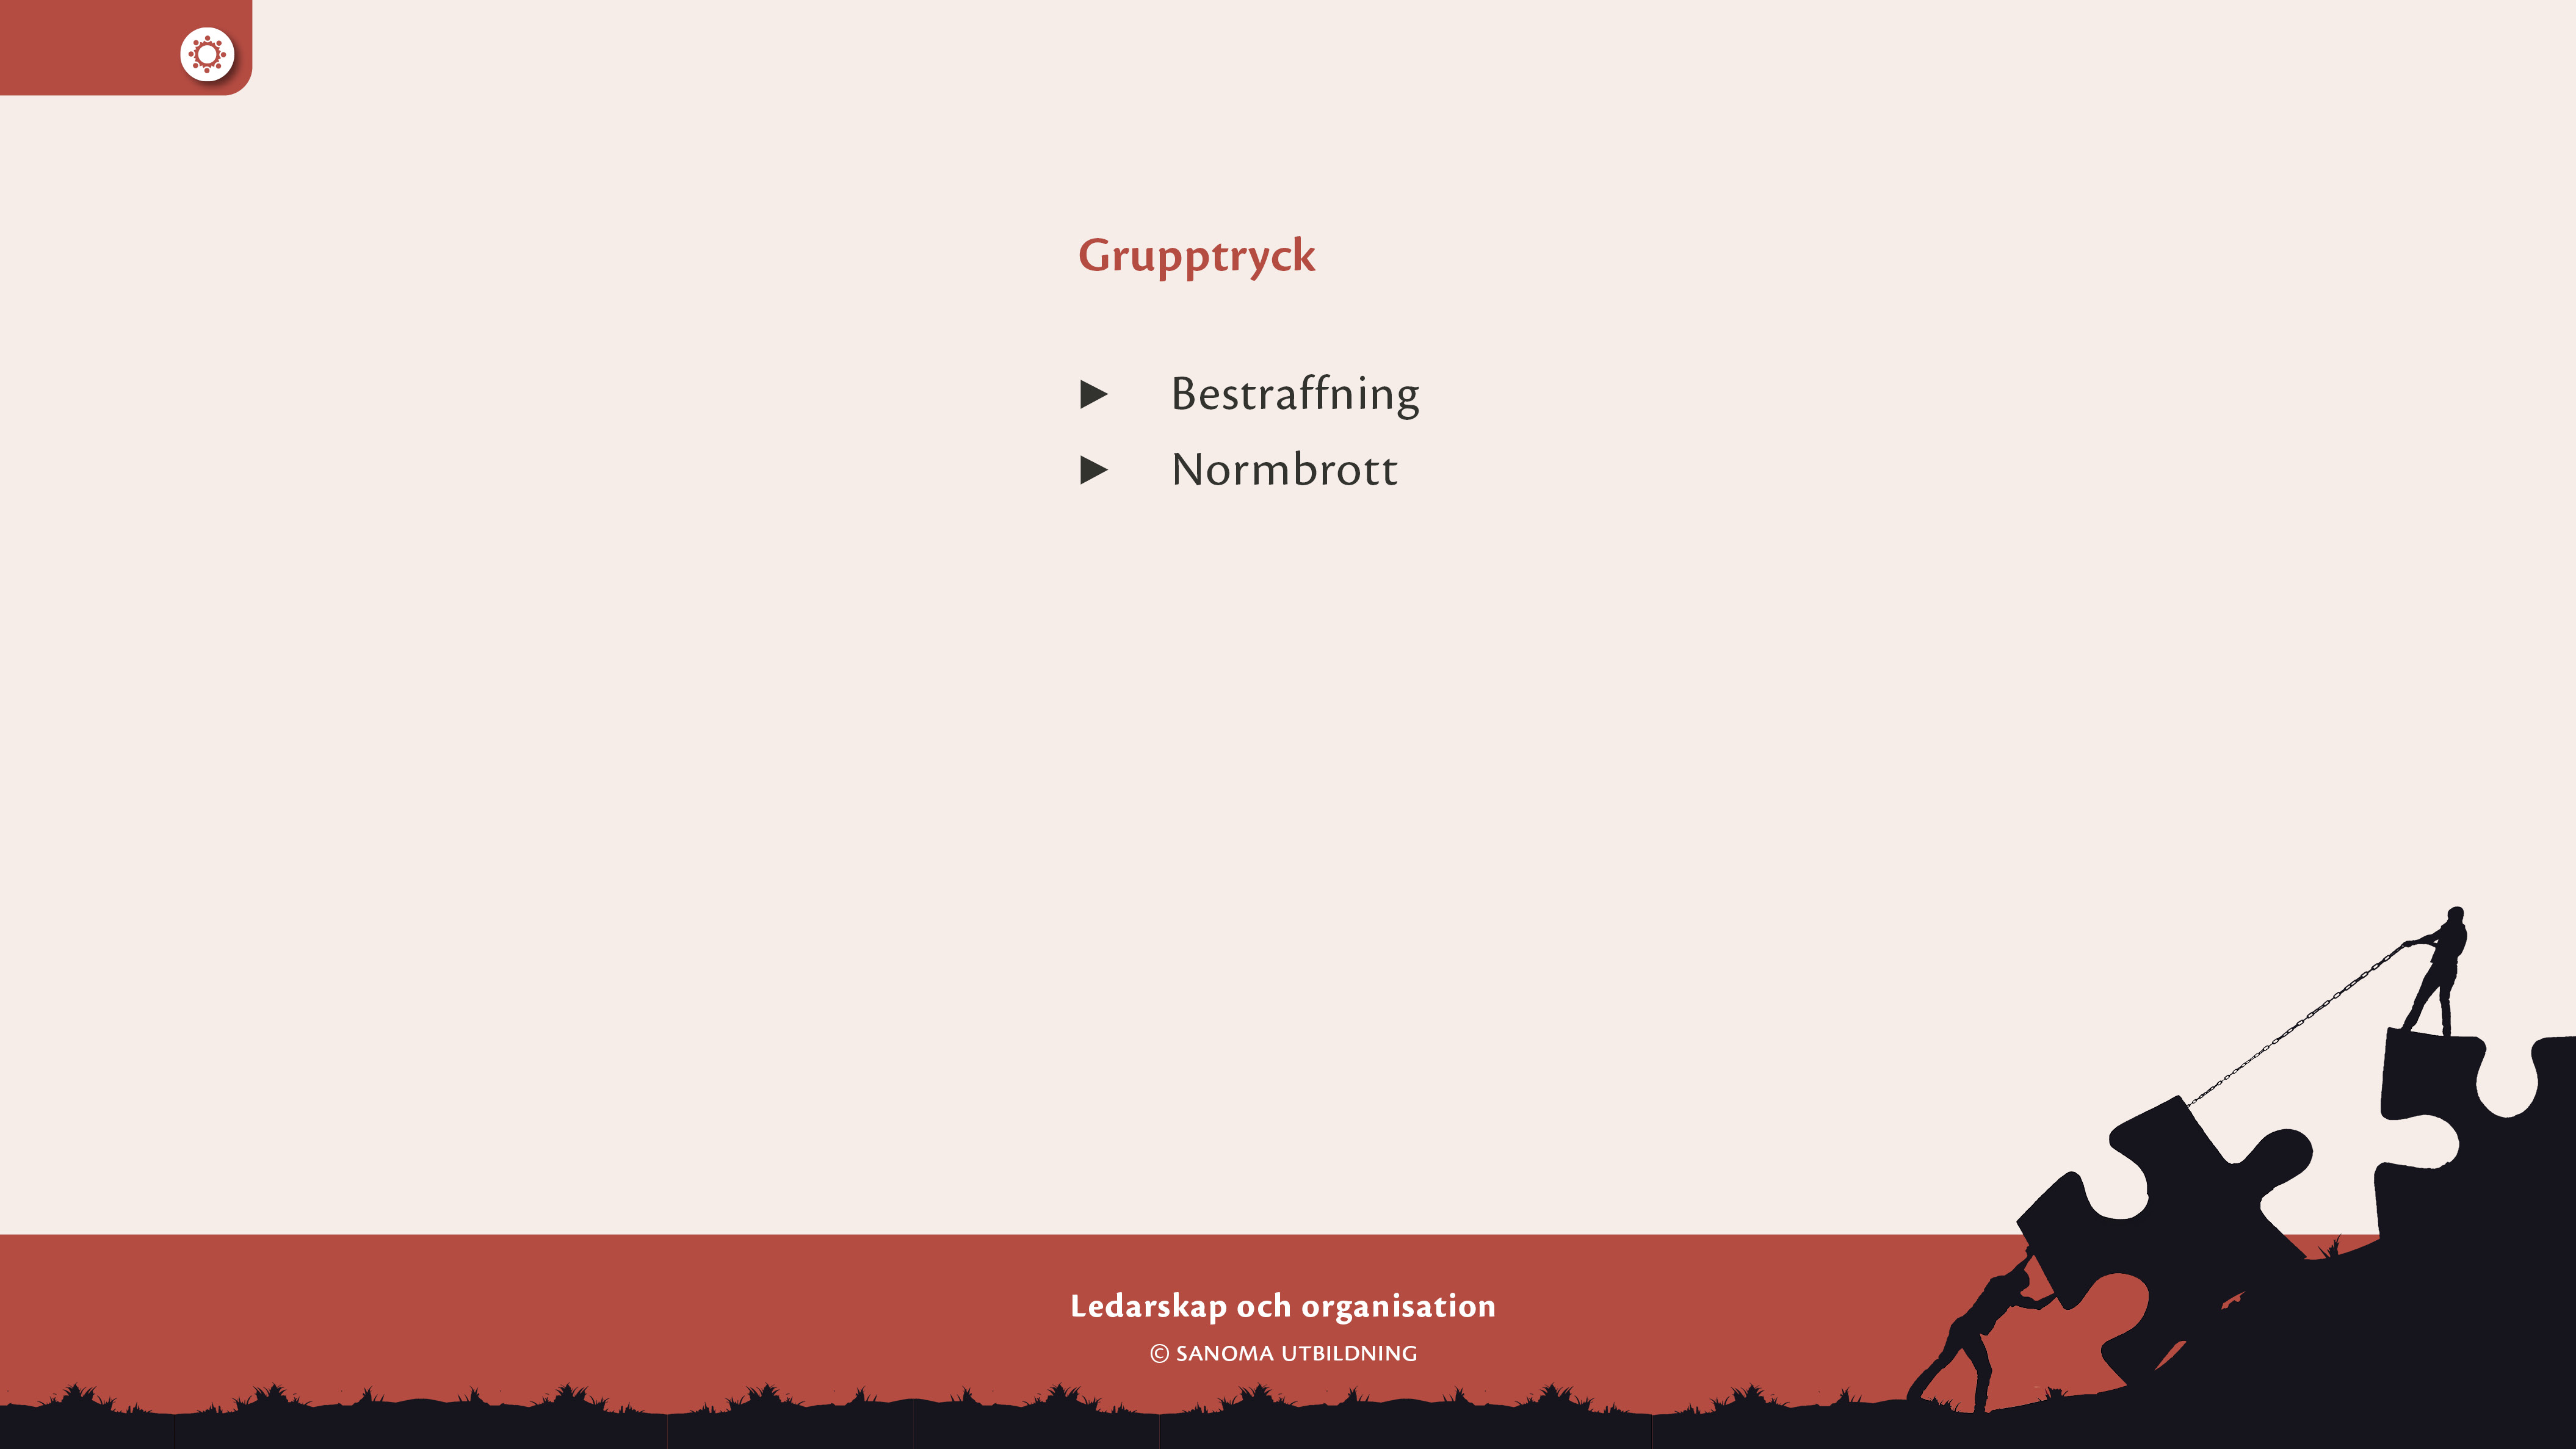 Grupptryck
► Bestraffning
► Normbrott
Ledarskap och organisation
© SANOMA UTBILDNING